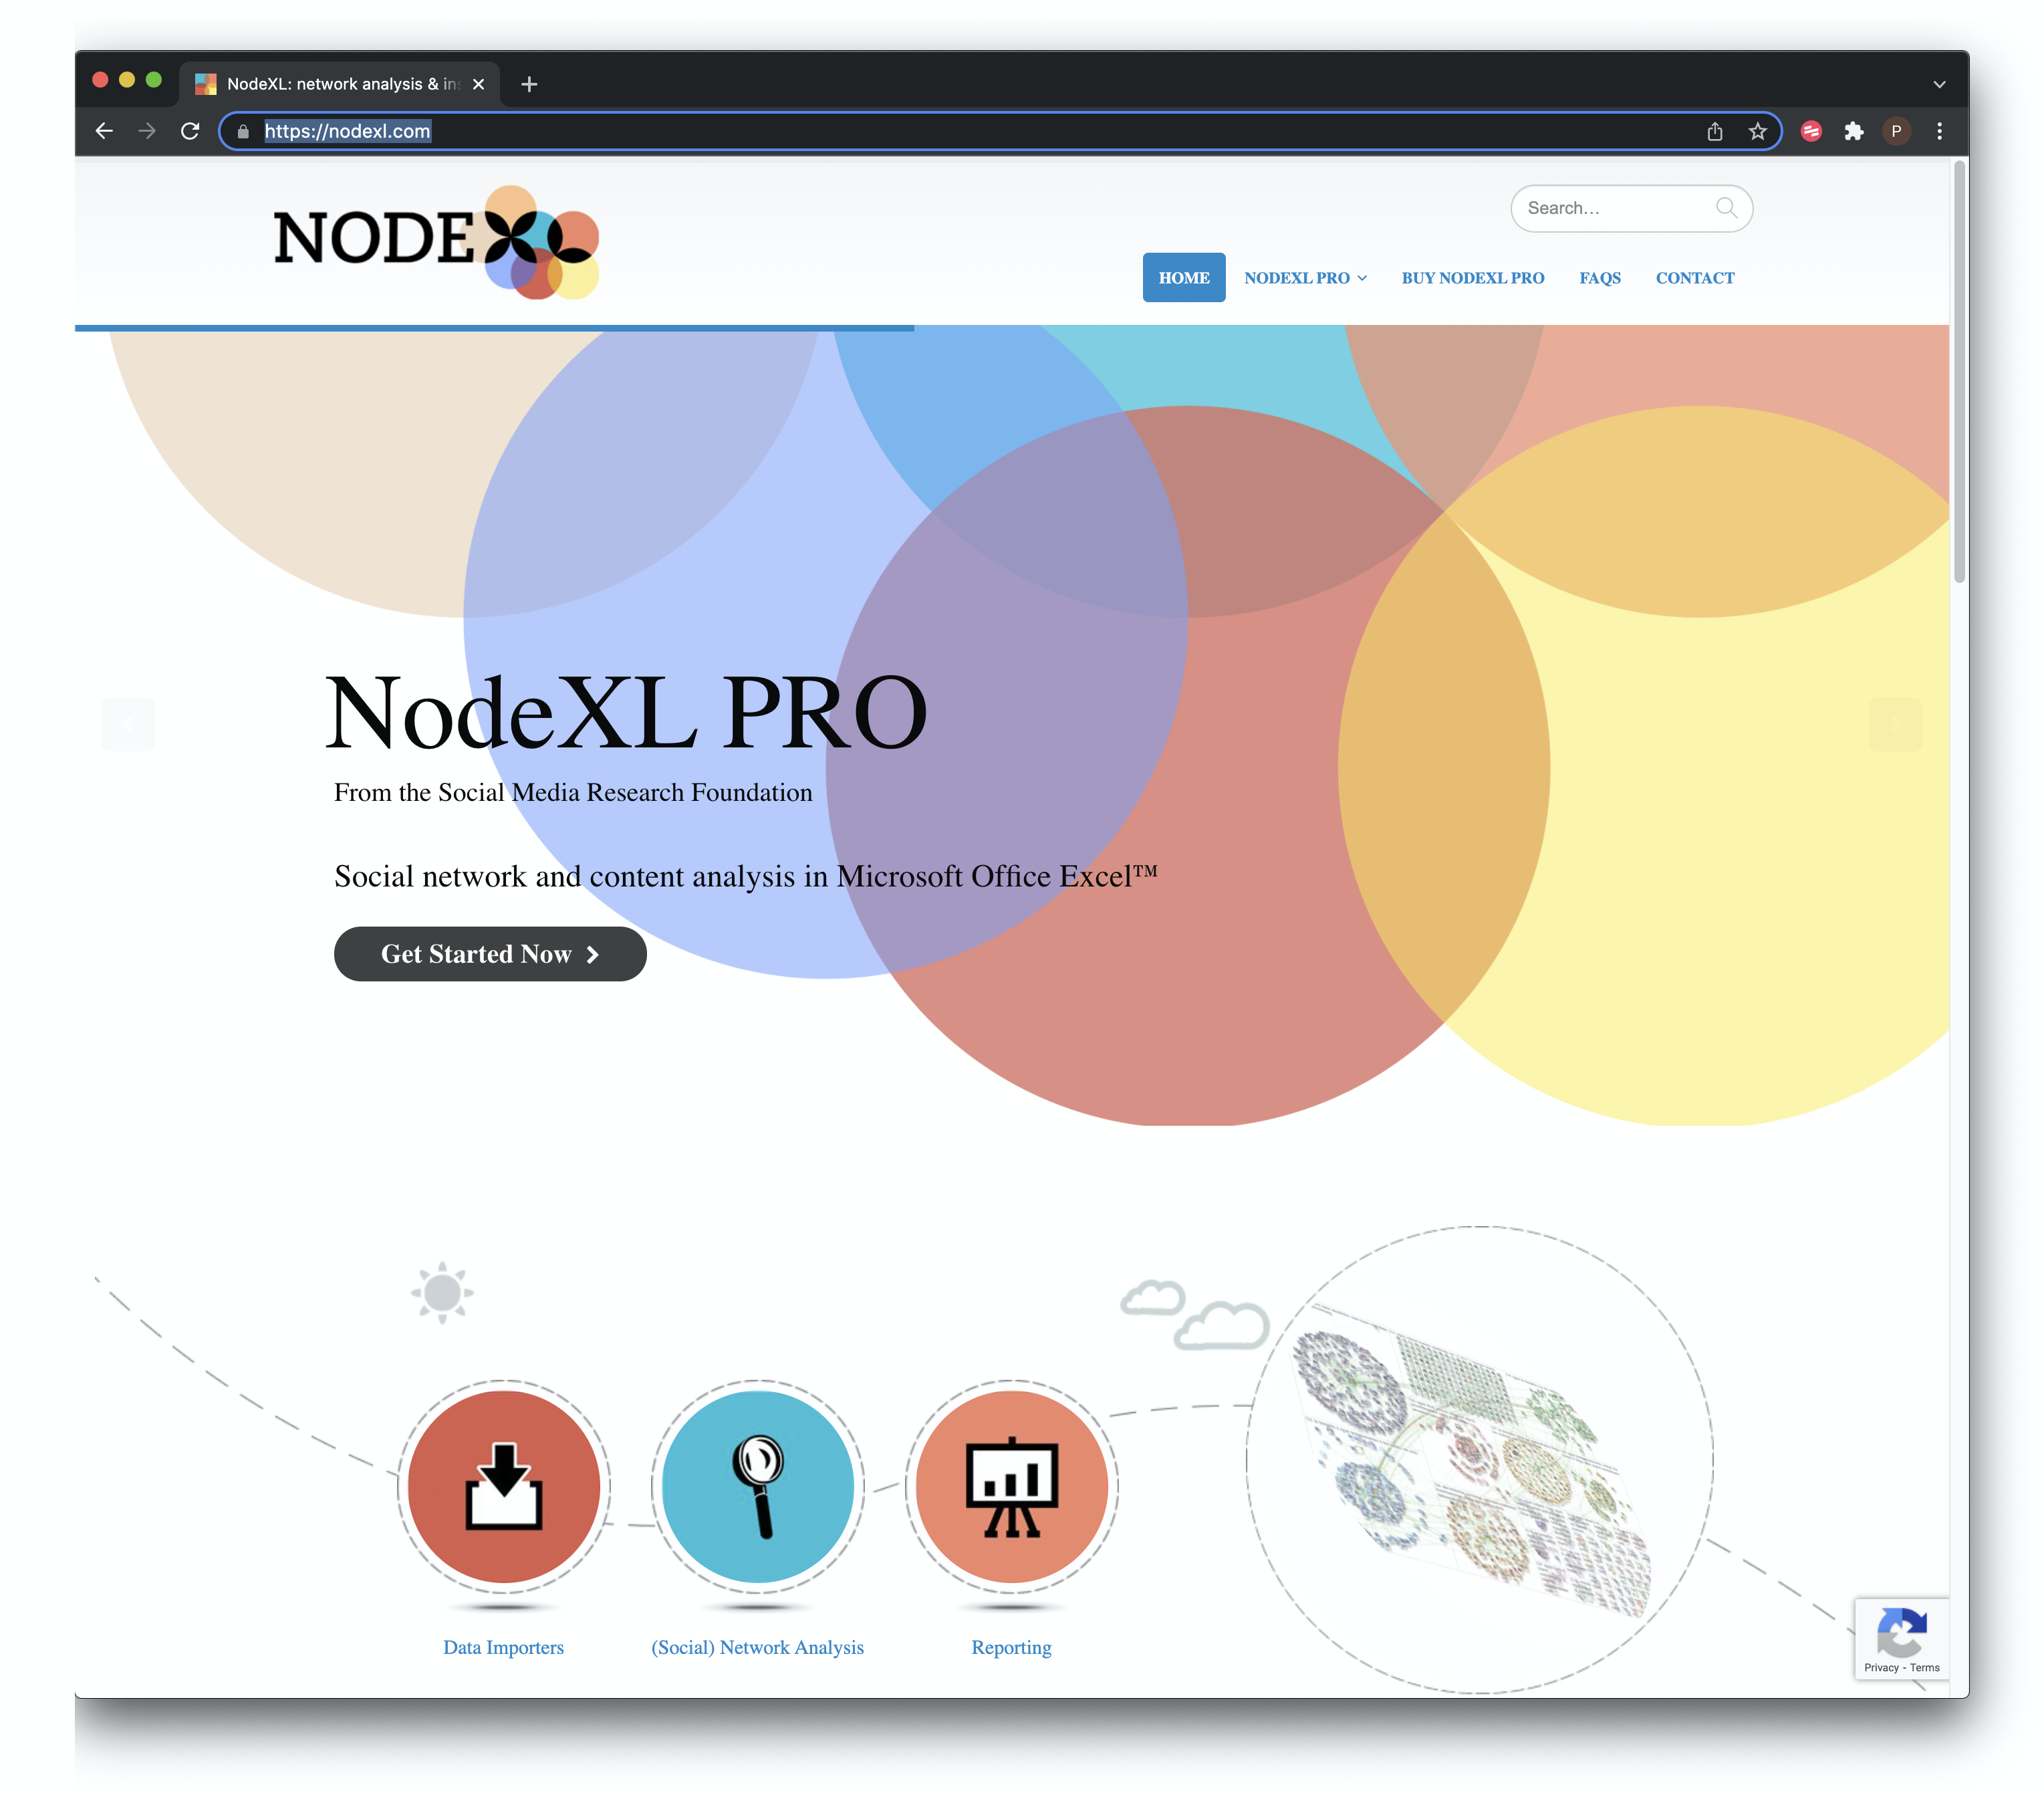 NodeXL: network analysis & in
https://nodexl.com
P
NODEXL
Search...
HOME NODEXL PRO BUY NODEXL PRO FAQS CONTACT
NodeXL PRO
From the Social Media Research Foundation
Social network and content analysis in Microsoft Office Excel™
Get Started Now
Data Importers (Social) Network Analysis Reporting
Privacy - Terms